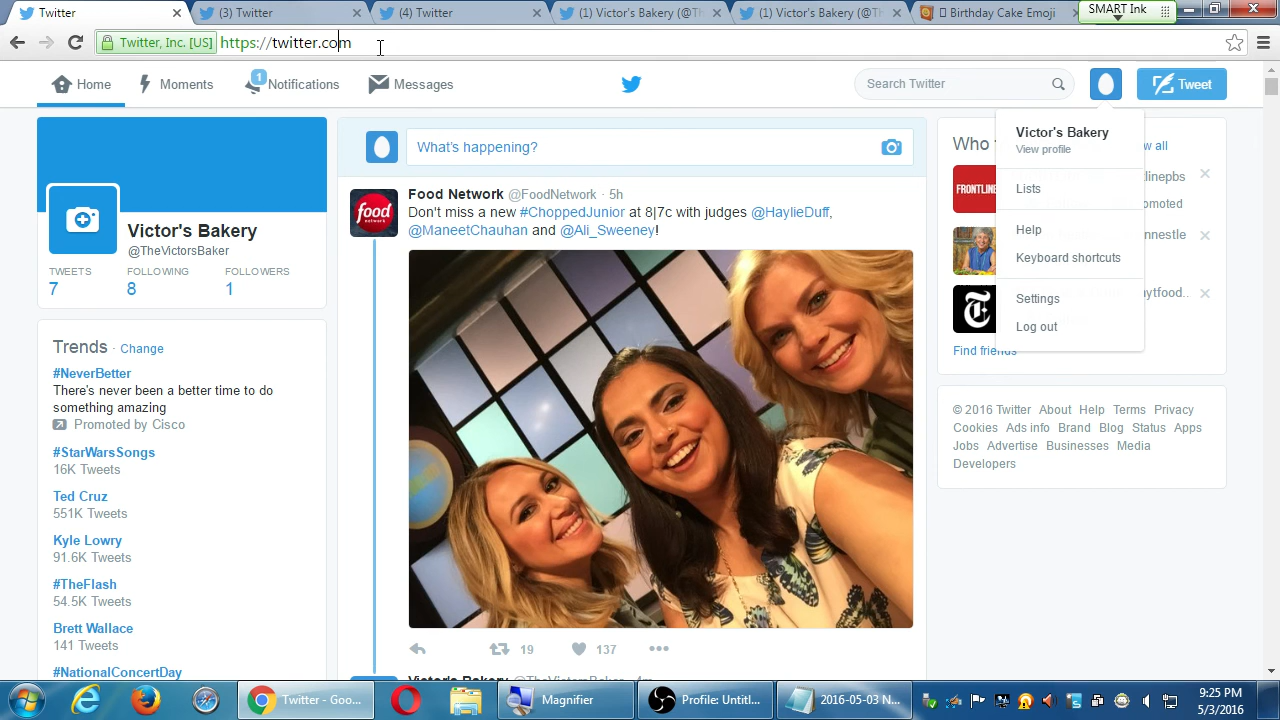 Twitter
(3) Twitter
(4) Twitter
(1) Victor's Bakery (@Th
(1) Victor's Bakery (@Th
Birthday Cake Emoji
SMART Ink
Twitter, Inc. [US]
https://twitter.com
Home
Moments
1
Notifications
Messages
Search Twitter
Tweet
Victor's Bakery
@TheVictorsBakery
TWEETS FOLLOWING FOLLOWERS
7 8 1
Trends · Change
#NeverBetter
There's never been a better time to do
something amazing
Promoted by Cisco
#StarWarsSongs
16K Tweets
Ted Cruz
551K Tweets
Kyle Lowry
91.6K Tweets
#TheFlash
54.5K Tweets
Brett Wallace
141 Tweets
#NationalConcertDay
What's happening?
food
network
Food Network @FoodNetwork · 5h
Don't miss a new #ChoppedJunior at 8|7c with judges @HaylieDuff,
@ManeetChauhan and @Ali_Sweeney!
19
137
Victor's Bakery @TheVictorsBaker · 4m
Who
all
FRONTLINE
Find friends
Victor's Bakery
View profile
Lists
Help
Keyboard shortcuts
Settings
Log out
© 2016 Twitter About Help Terms Privacy
Cookies Ads info Brand Blog Status Apps
Jobs Advertise Businesses Media
Developers
Twitter - Goo...
Magnifier
Profile: Untitl...
2016-05-03 N...
9:25 PM
5/3/2016